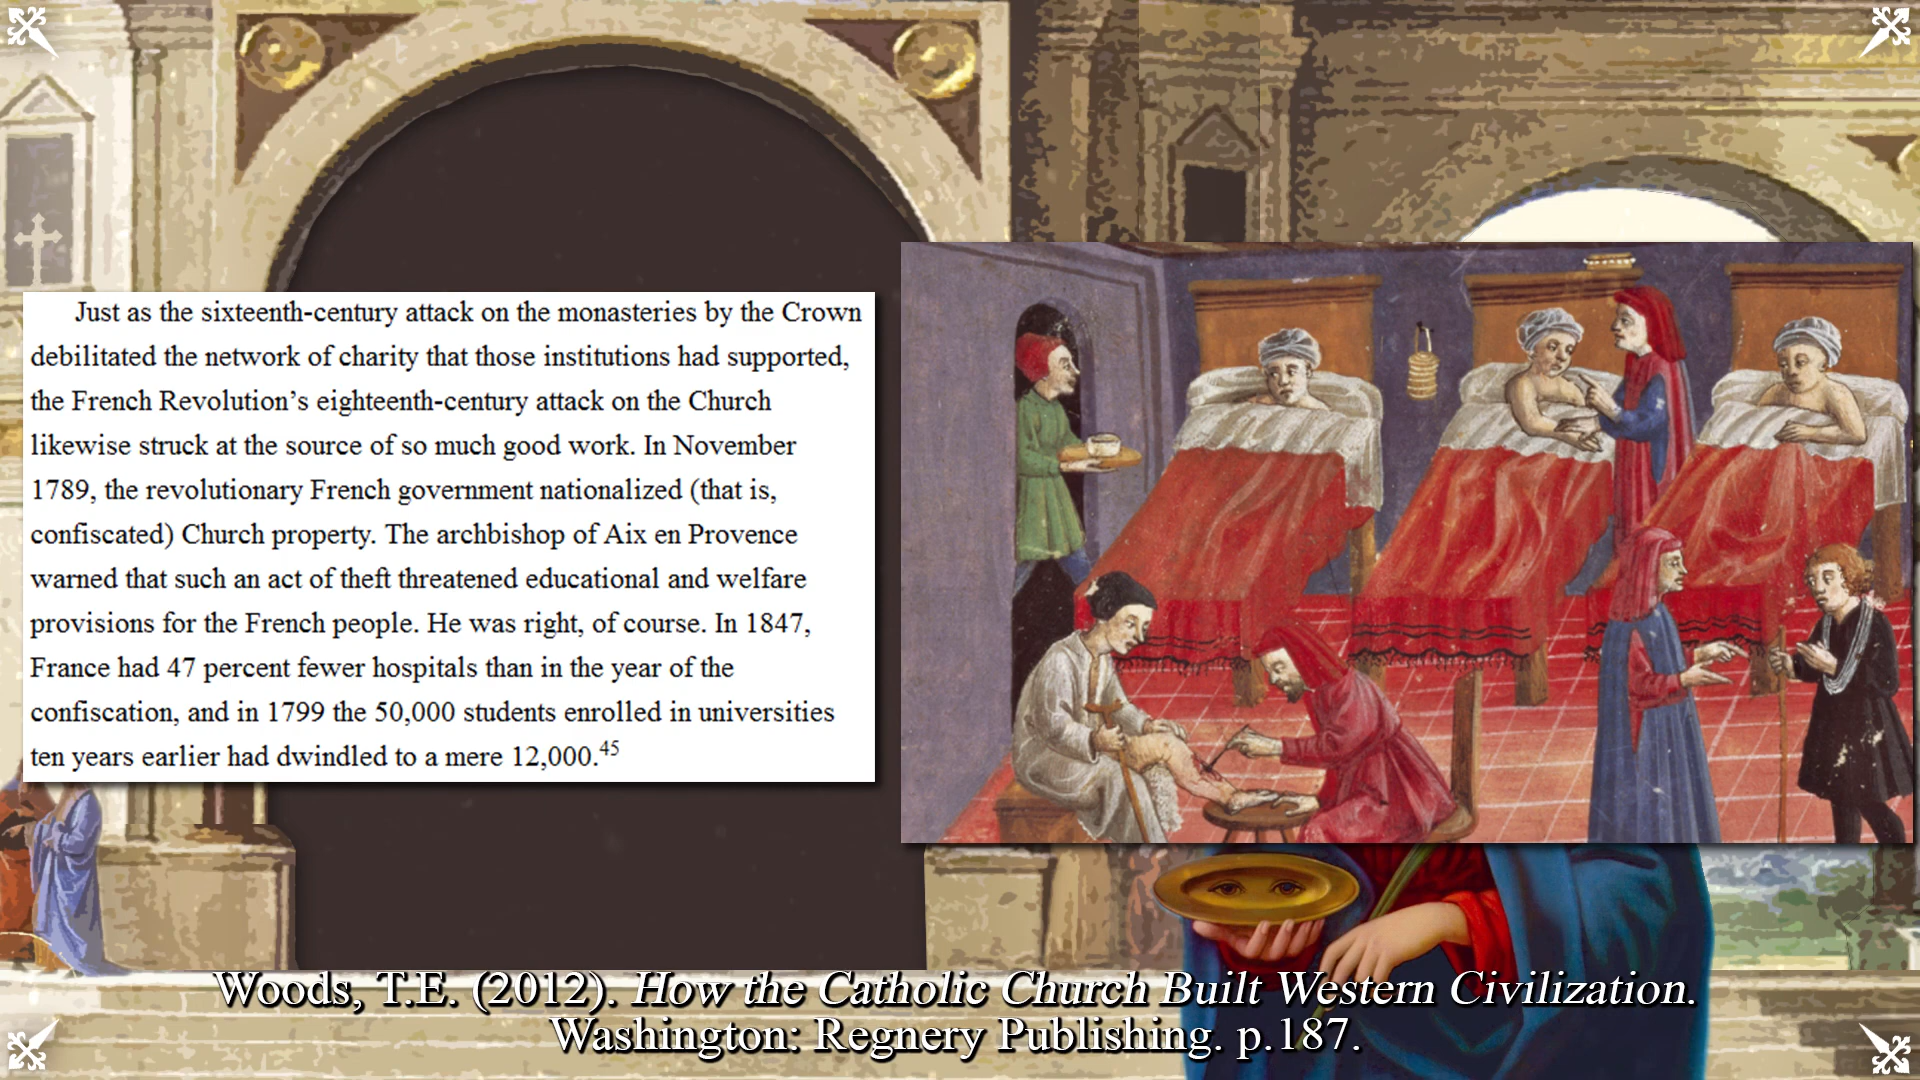 Just as the sixteenth-century attack on the monasteries by the Crown
debilitated the network of charity that those institutions had supported,
the French Revolution’s eighteenth-century attack on the Church
likewise struck at the source of so much good work. In November
1789, the revolutionary French government nationalized (that is,
confiscated) Church property. The archbishop of Aix en Provence
warned that such an act of theft threatened educational and welfare
provisions for the French people. He was right, of course. In 1847,
France had 47 percent fewer hospitals than in the year of the
confiscation, and in 1799 the 50,000 students enrolled in universities
ten years earlier had dwindled to a mere 12,000.45
Woods, T.E. (2012). How the Catholic Church Built Western Civilization.
Washington: Regnery Publishing. p.187.